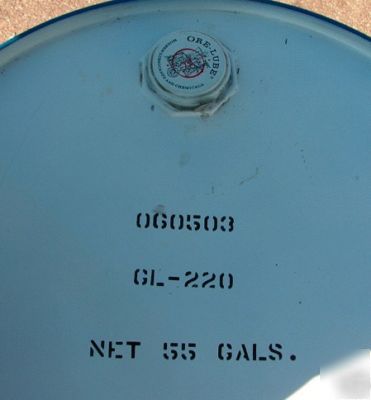 ORE-LUBE
060503
GL-220
NET 55 GALS.